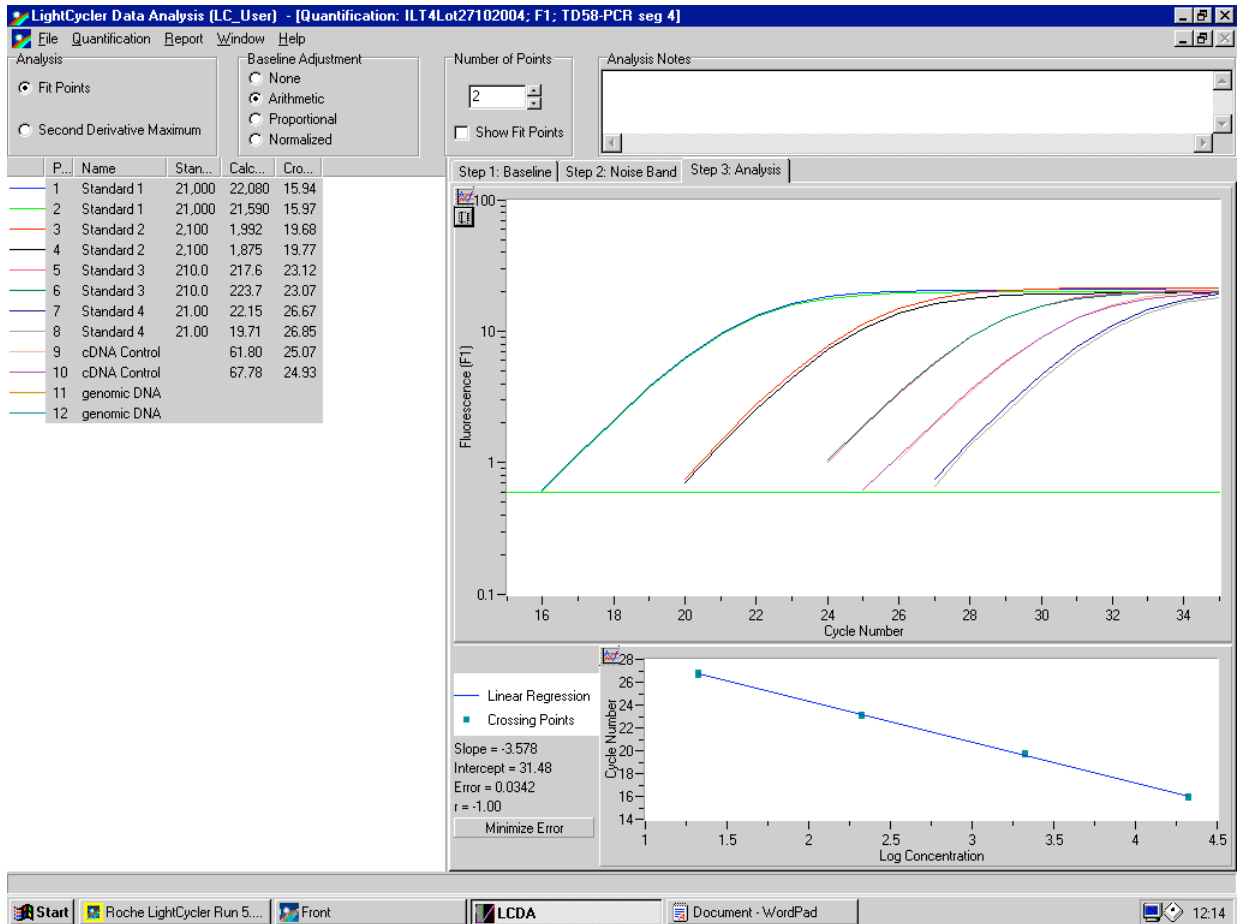 LightCycler Data Analysis (LC_User) - [Quantification: ILT4Lot27102004; F1; TD58-PCR seg 4]
File Quantification Report Window Help
Analysis
Fit Points
Second Derivative Maximum
Baseline Adjustment
None
Arithmetic
Proportional
Normalized
Number of Points
2
Show Fit Points
Analysis Notes
P... Name Stan... Calc... Cro...
1 Standard 1 21,000 22,080 15.94
2 Standard 1 21,000 21,590 15.97
3 Standard 2 2,100 1,992 19.68
4 Standard 2 2,100 1,875 19.77
5 Standard 3 210.0 217.6 23.12
6 Standard 3 210.0 223.7 23.07
7 Standard 4 21.00 22.15 26.67
8 Standard 4 21.00 19.71 26.85
9 cDNA Control 61.80 25.07
10 cDNA Control 67.78 24.93
11 genomic DNA
12 genomic DNA
Step 1: Baseline Step 2: Noise Band Step 3: Analysis
100
10
1
0.1
Fluorescence (F1)
16 18 20 22 24 26 28 30 32 34
Cycle Number
Linear Regression
Crossing Points
Slope = -3.578
Intercept = 31.48
Error = 0.0342
r = -1.00
Minimize Error
28
26
24
22
20
18
16
14
Cycle Number
1 1.5 2 2.5 3 3.5 4 4.5
Log Concentration
Start Roche LightCycler Run 5.... Front LCDA Document - WordPad 12:14